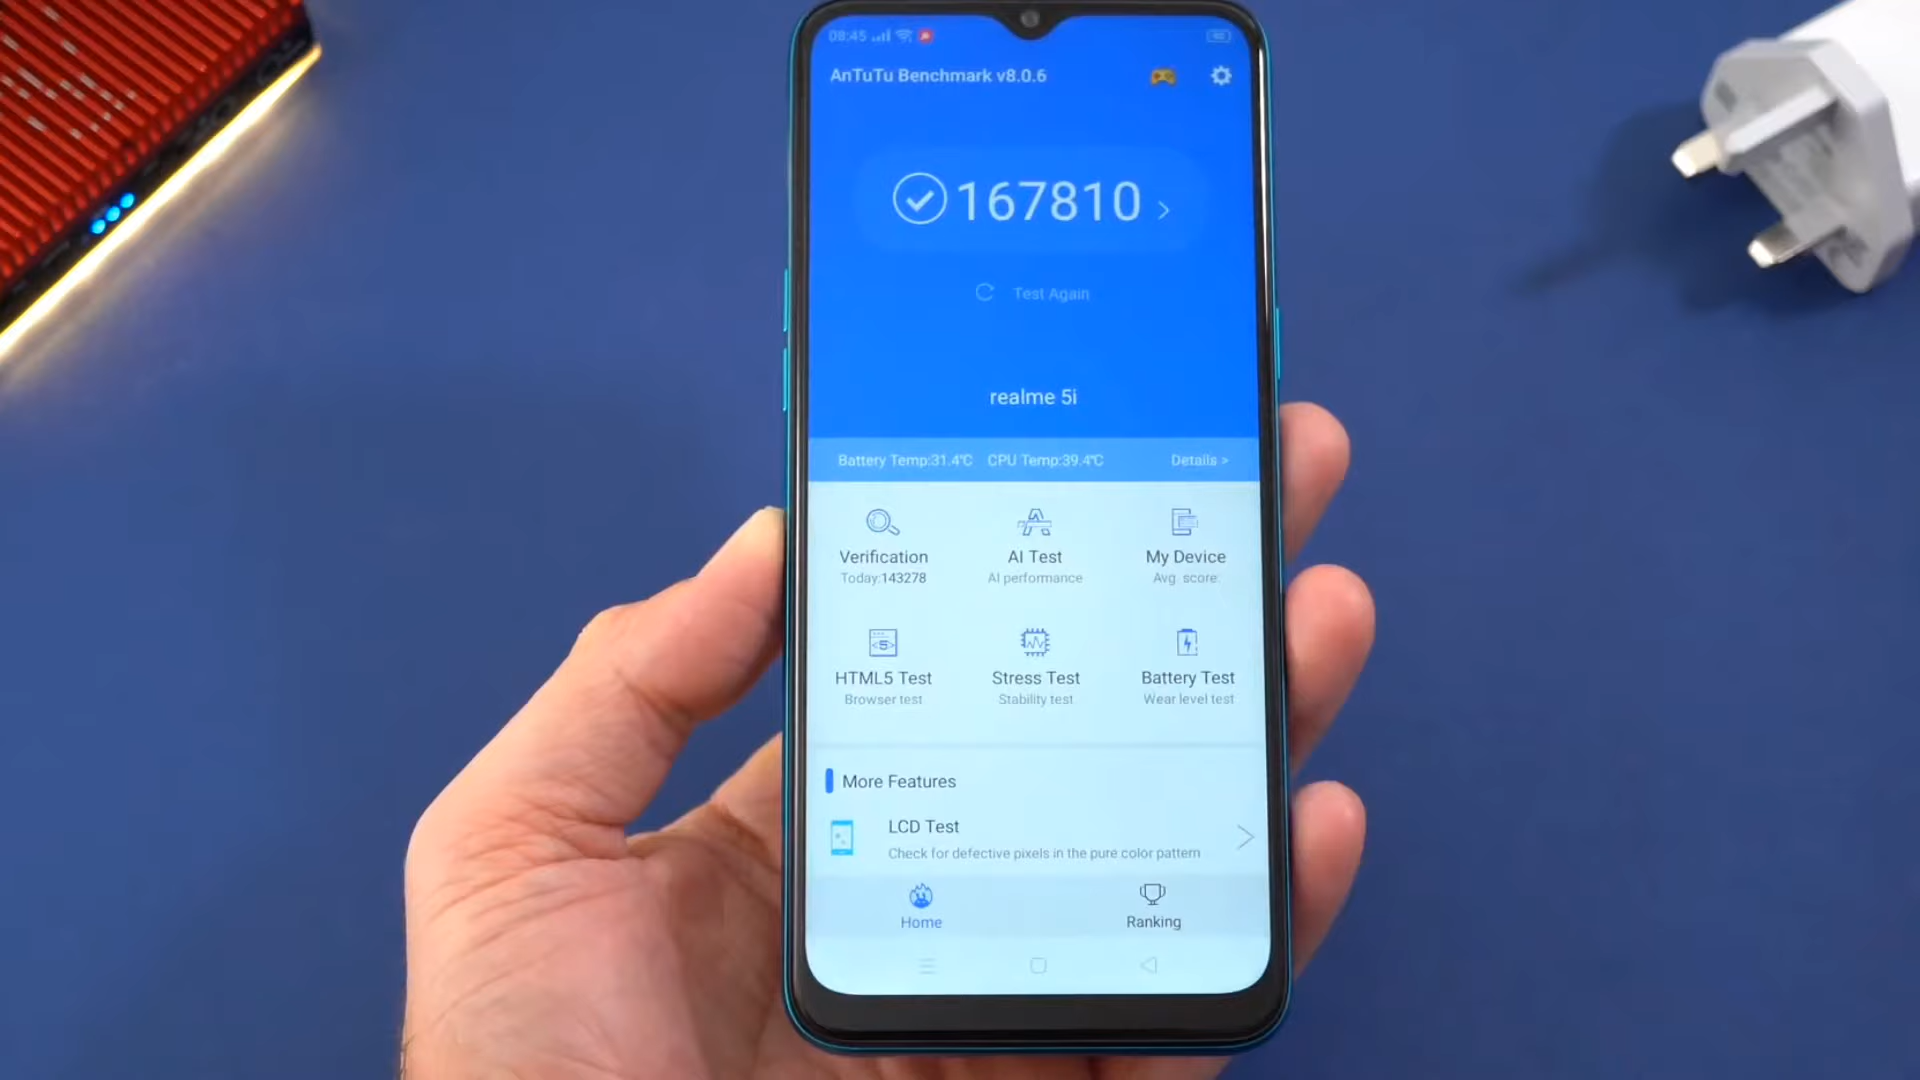 08:45
AnTuTu Benchmark v8.0.6
167810 >
Test Again
realme 5i
Battery Temp:31.4℃ CPU Temp:39.4℃ Details >
Verification AI Test My Device
Today:143278 AI performance Avg. score:
HTML5 Test Stress Test Battery Test
Browser test Stability test Wear level test
More Features
LCD Test
Check for defective pixels in the pure color pattern
Home Ranking